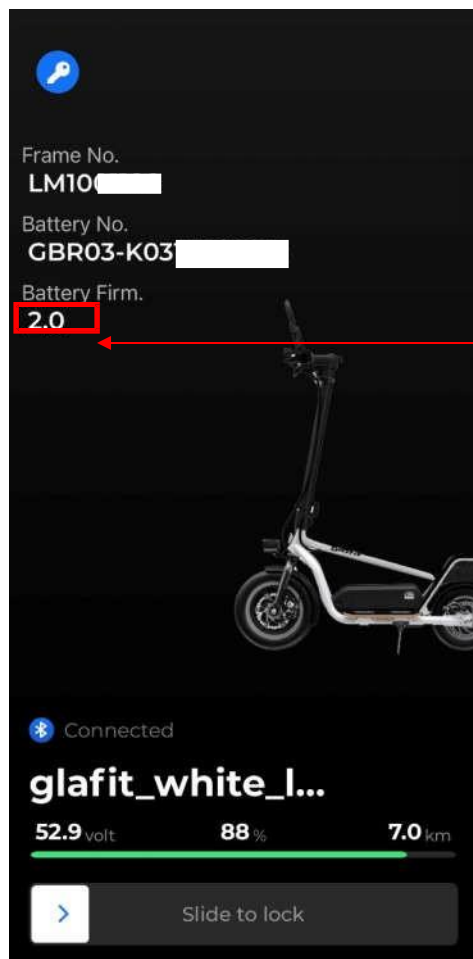 Frame No.
LM10
Battery No.
GBR03-K03
Battery Firm.
2.0
Connected
glafit_white_l...
52.9 volt 88 % 7.0 km
Slide to lock